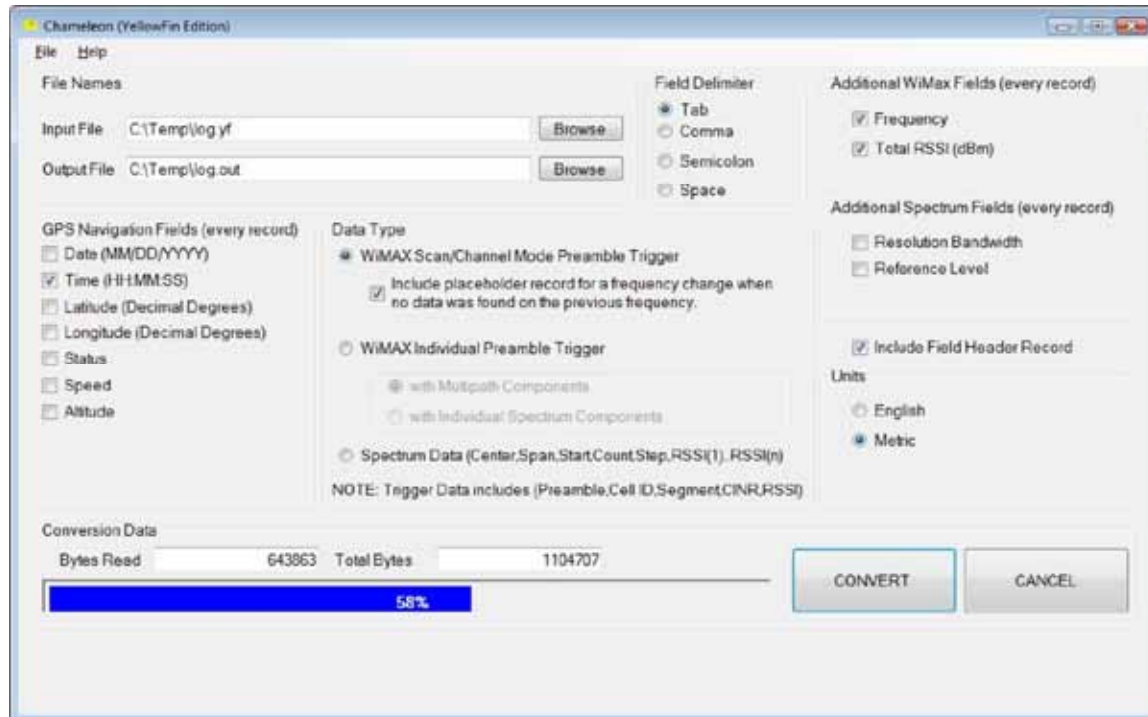 Chameleon (YellowFin Edition)
File Help
File Names
Input File C:\Temp\log.yf Browse
Output File C:\Temp\log.out Browse
Field Delimiter
Tab
Comma
Semicolon
Space
Additional WiMax Fields (every record)
Frequency
Total RSSI (dBm)
Additional Spectrum Fields (every record)
Resolution Bandwidth
Reference Level
GPS Navigation Fields (every record)
Date (MM/DD/YYYY)
Time (HH:MM:SS)
Latitude (Decimal Degrees)
Longitude (Decimal Degrees)
Status
Speed
Altitude
Data Type
WiMAX Scan/Channel Mode Preamble Trigger
Include placeholder record for a frequency change when
no data was found on the previous frequency.
WiMAX Individual Preamble Trigger
with Multipath Components
with Individual Spectrum Components
Spectrum Data (Center,Span,Start,Count,Step,RSSI(1)..RSSI(n)
NOTE: Trigger Data includes (Preamble,Cell ID,Segment,CINR,RSSI)
Include Field Header Record
Units
English
Metric
Conversion Data
Bytes Read 643863 Total Bytes 1104707
58%
CONVERT
CANCEL